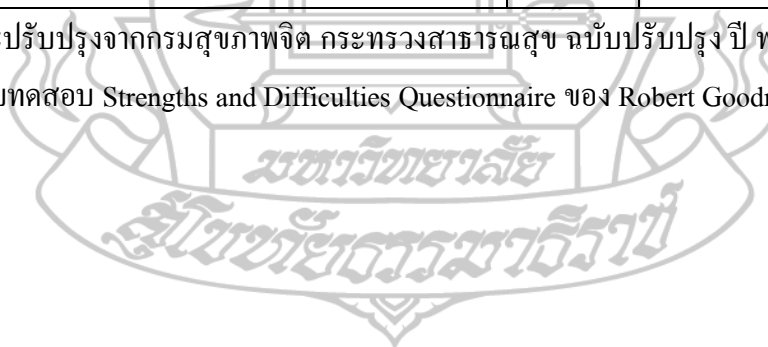 ปรับปรุงจากกรมสุขภาพจิต กระทรวงสาธารณสุข ฉบับปรับปรุง ปี
ทดสอบ Strengths and Difficulties Questionnaire ของ Robert
มหาวิทยาลัย
สุโขทัยธรรมาธิราช